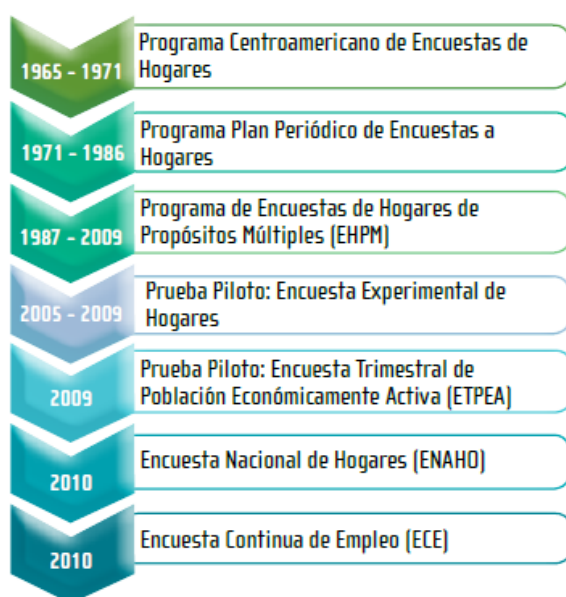 Programa Centroamericano de Encuestas de
1965 - 1971
Hogares
Programa Plan Periódico de Encuestas a
1971 - 1986
Hogares
Programa de Encuestas de Hogares de
1987 - 2009
Propósitos Múltiples (EHPM)
Prueba Piloto: Encuesta Experimental de
2005 - 2009
Hogares
Prueba Piloto: Encuesta Trimestral de
2009
Población Económicamente Activa (ETPEA)
Encuesta Nacional de Hogares (ENAHO)
2010
Encuesta Continua de Empleo (ECE)
2010